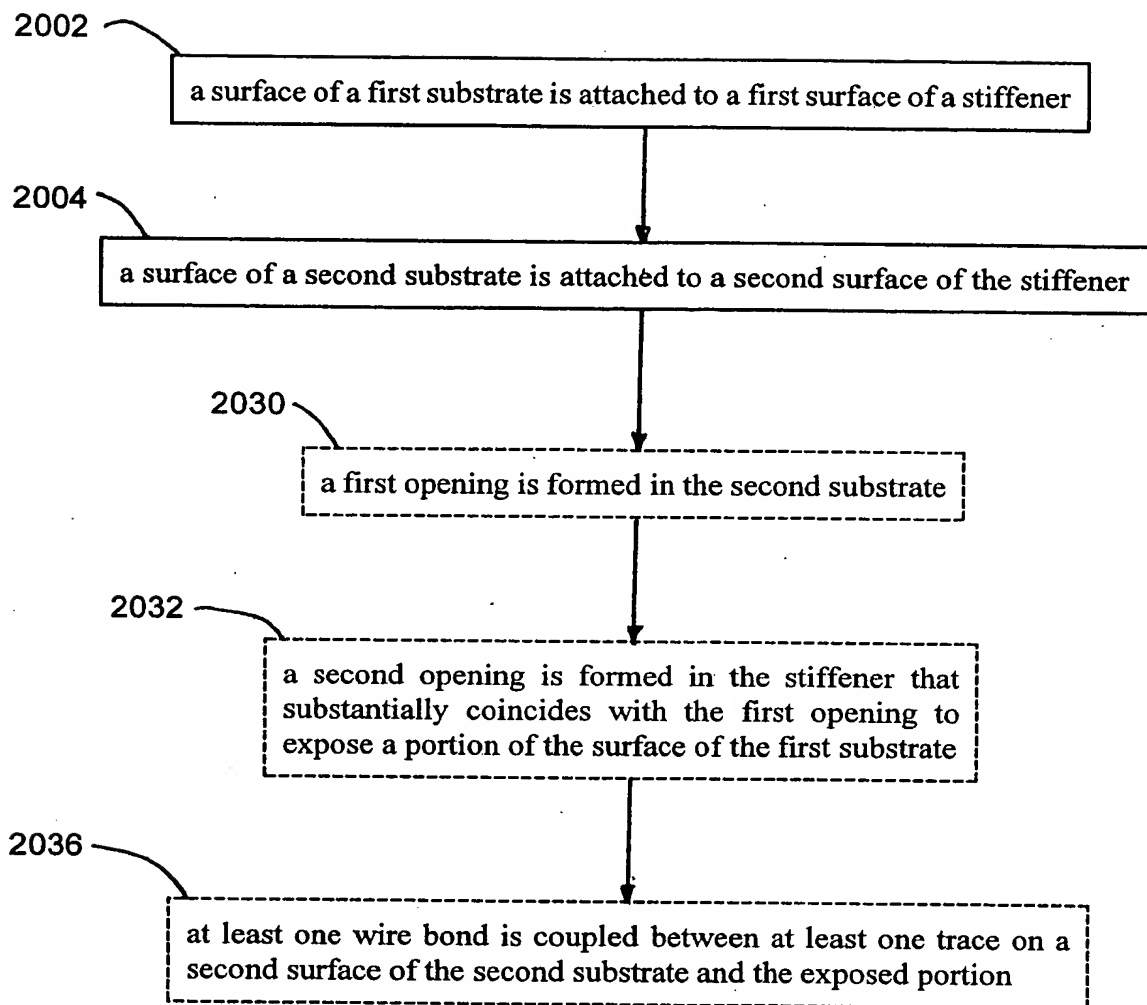 2002
a surface of a first substrate is attached to a first surface of a stiffener
2004
a surface of a second substrate is attached to a second surface of the stiffener
2030
a first opening is formed in the second substrate
2032
a second opening is formed in the stiffener that
substantially coincides with the first opening to
expose a portion of the surface of the first substrate
2036
at least one wire bond is coupled between at least one trace on a
second surface of the second substrate and the exposed portion